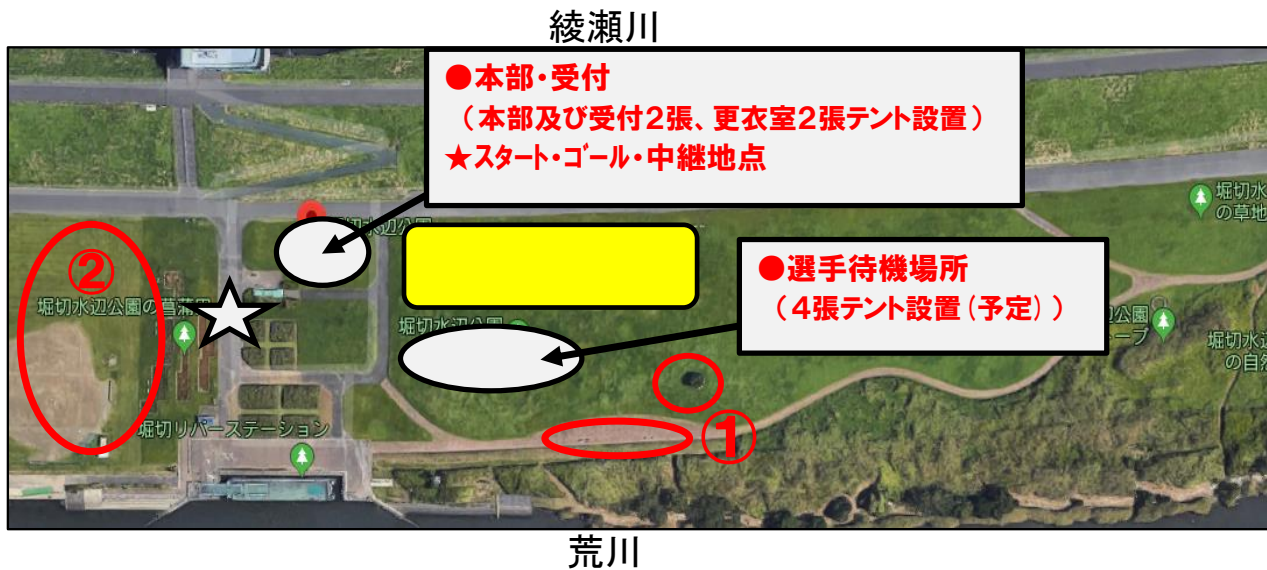 綾瀬川
●本部・受付
(本部及び受付2張、更衣室2張テント設置)
★スタート・ゴール・中継地点
堀切水
の草地
堀切水辺公園
②
●選手待機場所
(4張テント設置(予定))
堀切水辺公園の菖蒲田
堀切水辺公園
辺公園
ープ
堀切水辺
の自然
堀切リバーステーション
①
荒川